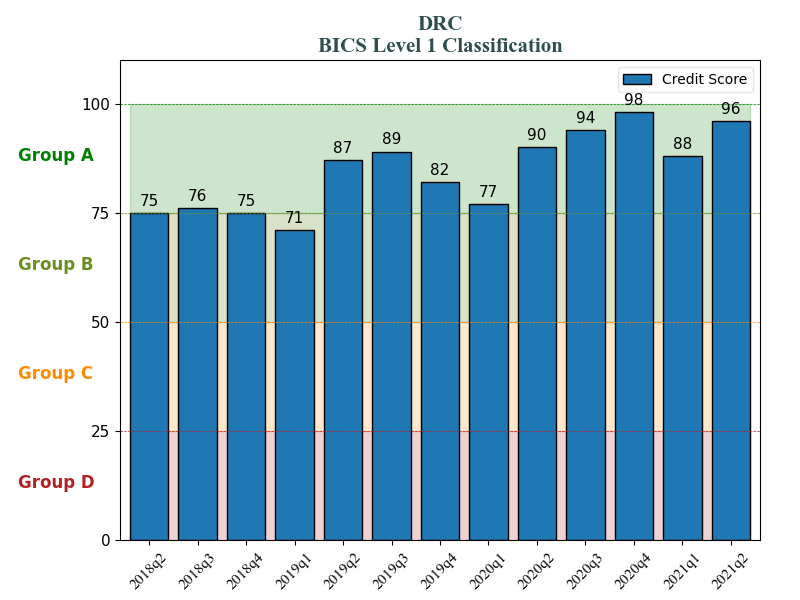 DRC
BICS Level 1 Classification
Credit Score
100
75
50
25
0
Group A
Group B
Group C
Group D
75
76
75
71
87
89
82
77
90
94
98
88
96
2018q2
2018q3
2018q4
2019q1
2019q2
2019q3
2019q4
2020q1
2020q2
2020q3
2020q4
2021q1
2021q2